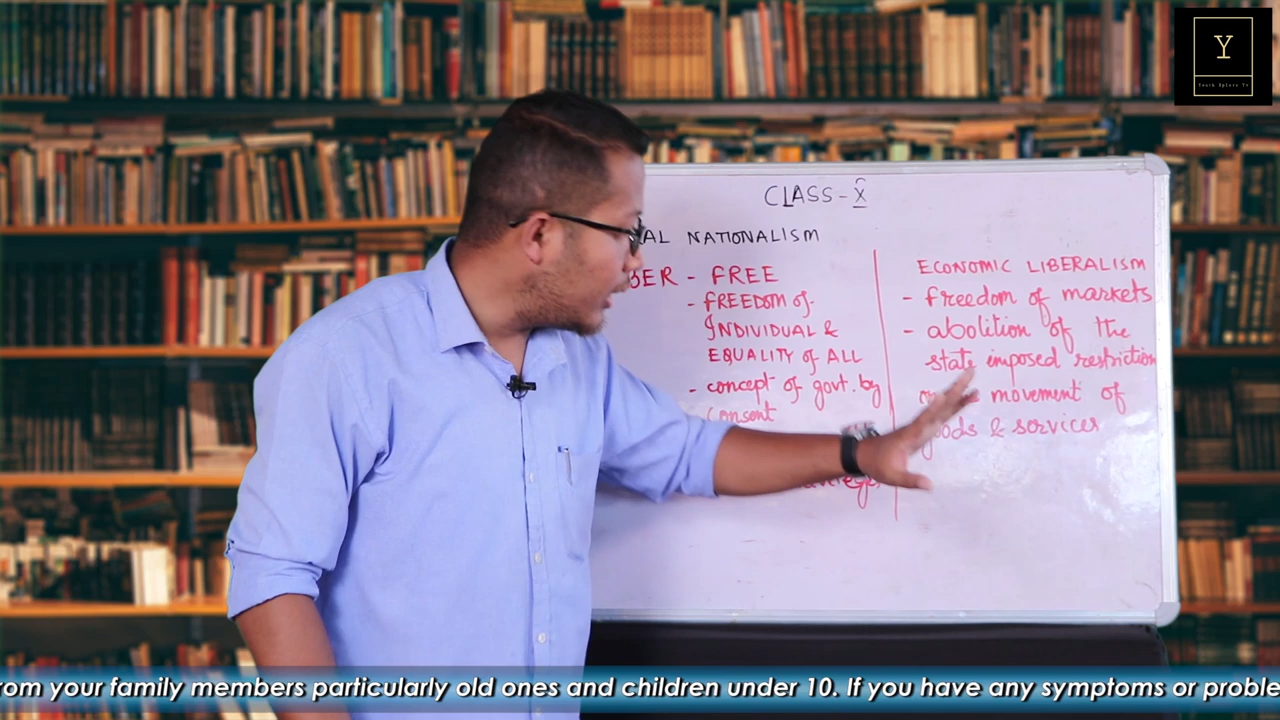 Y
CLASS-X
AL NATIONALISM
BER - FREE
- FREEDOM of
INDIVIDUAL &
EQUALITY of ALL
- concept of govt. by
consent
ECONOMIC LIBERALISM
- freedom of markets
- abolition of the
state imposed restriction
movement of
goods & services
rom your family members particularly old ones and children under 10. If you have any symptoms or proble